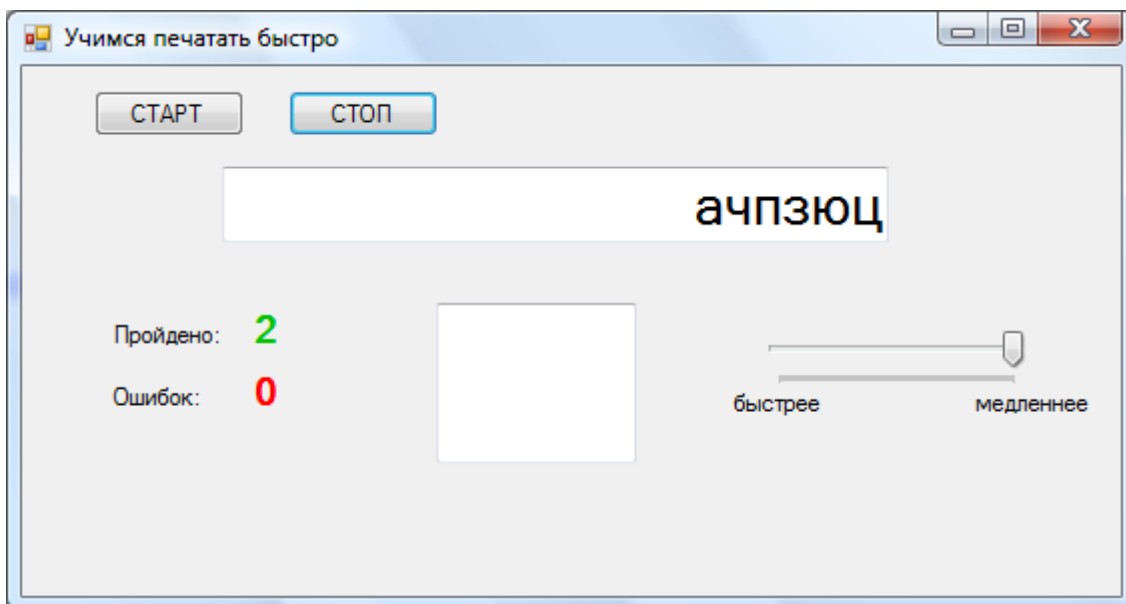 Учимся печатать быстро
СТАРТ СТОП
ачпзюц
Пройдено: 2
Ошибок: 0
быстрее медленнее